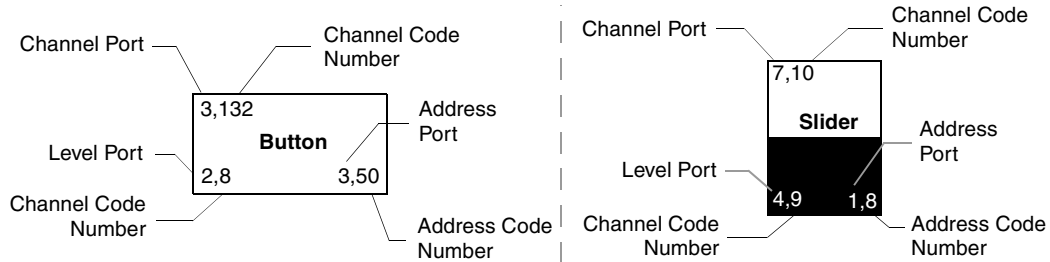 Channel Port
Channel Code
Number
3,132
Button
Address
Port
Level Port
2,8
3,50
Channel Code
Number
Address Code
Number
Channel Port
Channel Code
Number
7,10
Slider
Address
Port
Level Port
4,9
1,8
Channel Code
Number
Address Code
Number